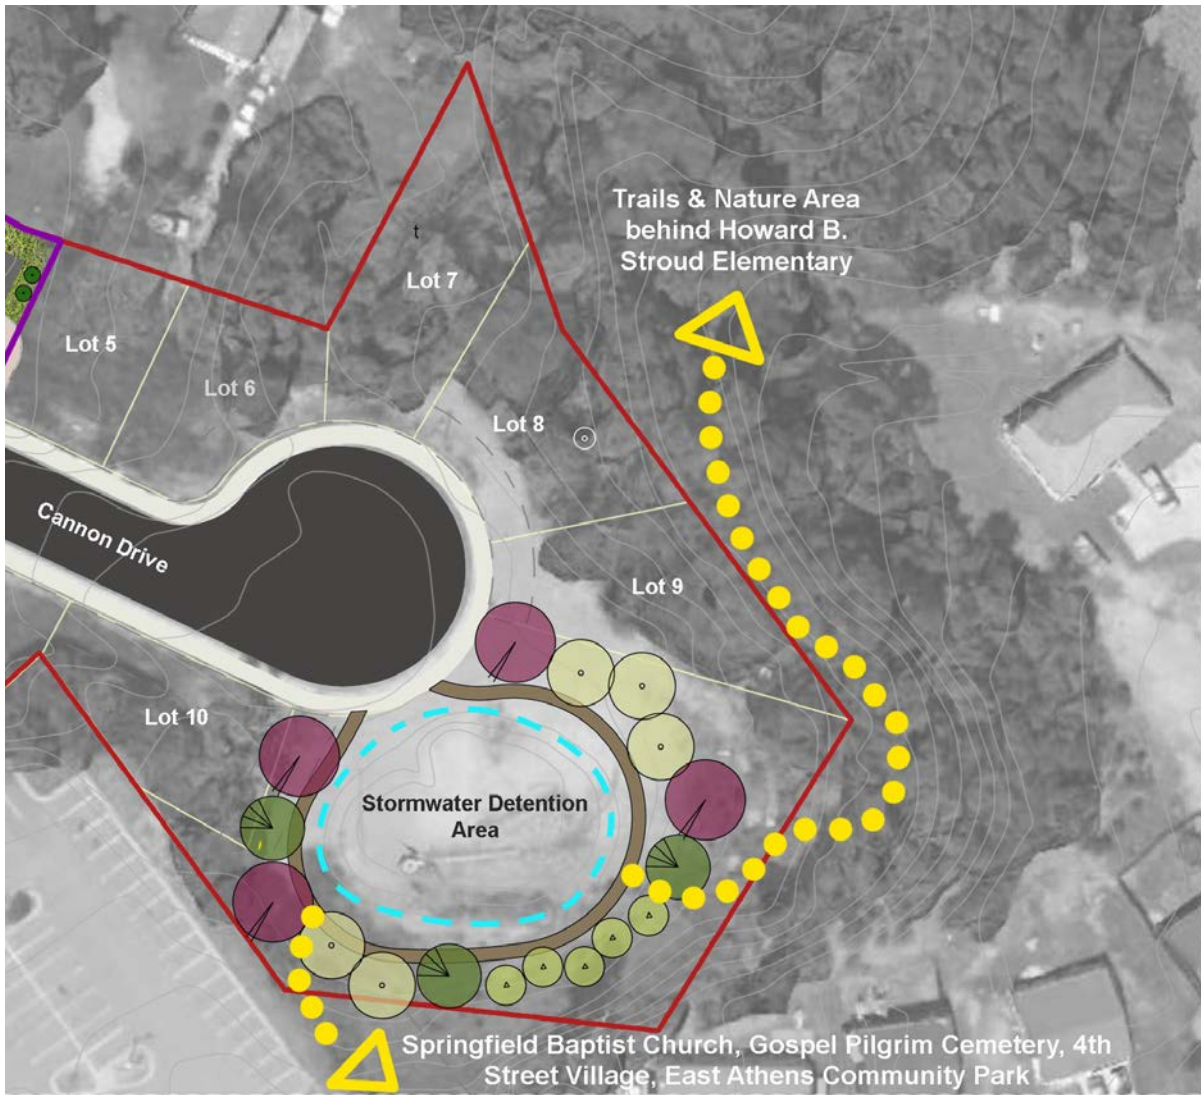 Trails & Nature Area
behind Howard B.
Stroud Elementary
t
Lot 7
Lot 5
Lot 6
Lot 8
Cannon Drive
Lot 9
Lot 10
Stormwater Detention
Area
Springfield Baptist Church, Gospel Pilgrim Cemetery, 4th
Street Village, East Athens Community Park